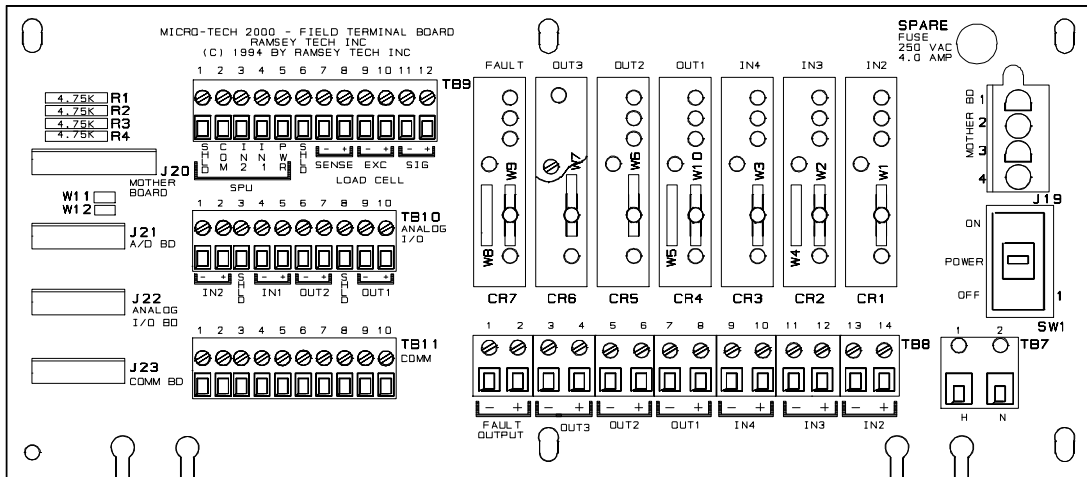 MICRO-TECH 2000 - FIELD TERMINAL BOARD
RAMSEY TECH INC
(C) 1994 BY RAMSEY TECH INC
SPARE
FUSE
250 VAC
4.0 AMP
4.75K R1
4.75K R2
4.75K R3
4.75K R4
J20
MOTHER
BOARD
W11
W12
J21
A/D BD
J22
ANALOG
I/O BD
J23
COMM BD
1 2 3 4 5 6 7 8 9 10 11 12
TB9
SHLD COM IN2 IN1 PWR SHLD - + - + - +
SENSE EXC SIG
SPU LOAD CELL
1 2 3 4 5 6 7 8 9 10
TB10
ANALOG
I/O
- + SHLD - + - + SHLD - +
IN2 IN1 OUT2 OUT1
1 2 3 4 5 6 7 8 9 10
TB11
COMM
FAULT OUT3 OUT2 OUT1 IN4 IN3 IN2
W9 W7 W6 W10 W3 W2 W1
W8 W5 W4
CR7 CR6 CR5 CR4 CR3 CR2 CR1
1 2 3 4 5 6 7 8 9 10 11 12 13 14
TB8
- + - + - + - + - + - + - +
FAULT
OUTPUT
OUT3 OUT2 OUT1 IN4 IN3 IN2
MOTHER BD
1
2
3
4
J19
ON
POWER
OFF
1
SW1
1 2
TB7
H N